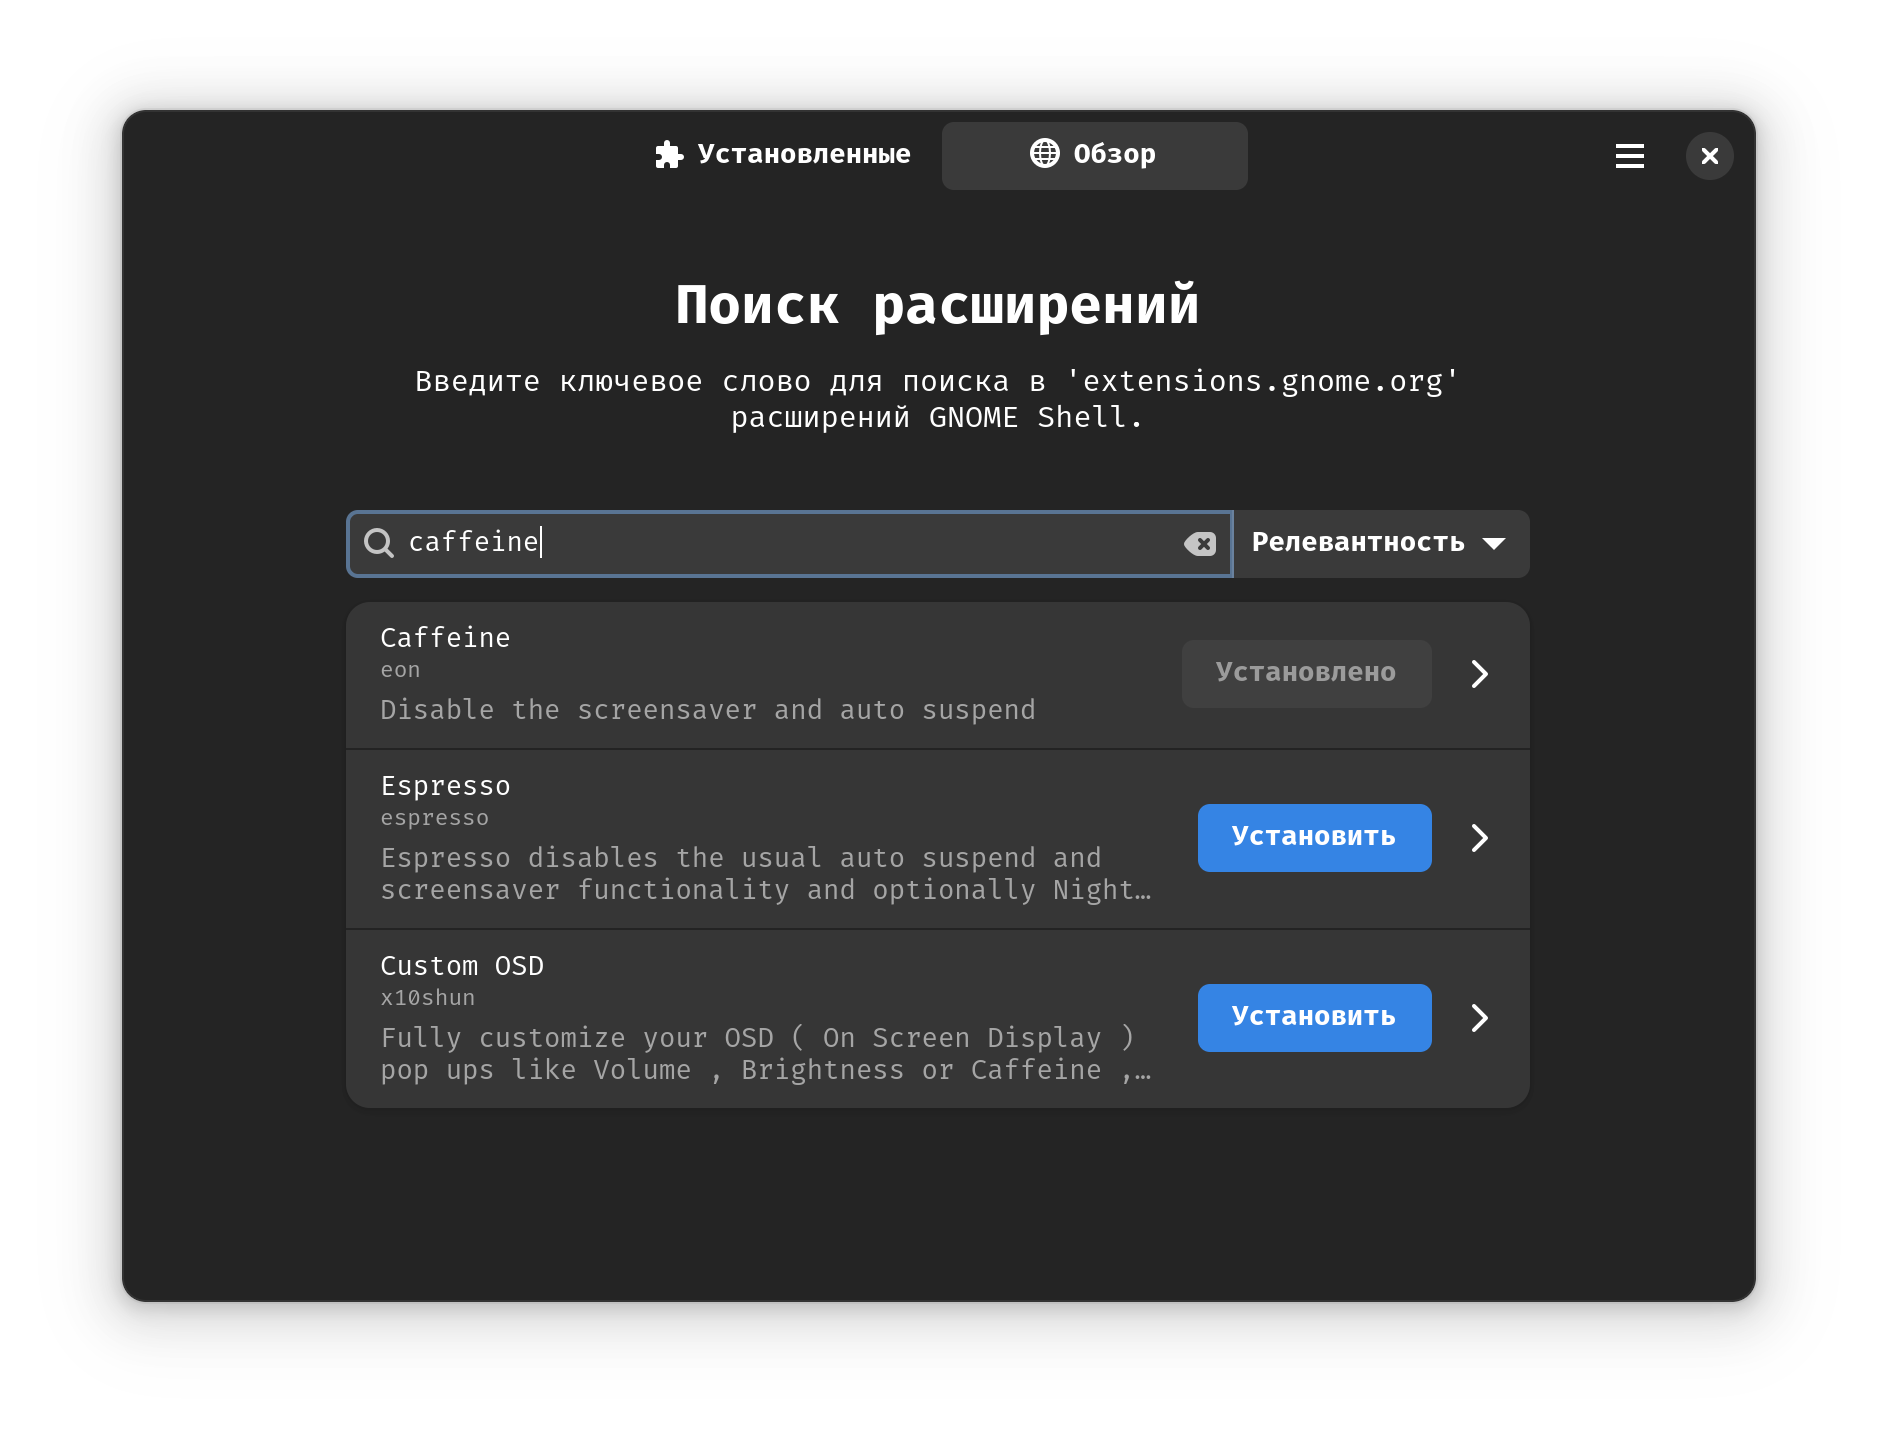 Установленные
Обзор
Поиск расширений
Введите ключевое слово для поиска в 'extensions.gnome.org'
расширений GNOME Shell.
caffeine
Релевантность
Caffeine
eon
Disable the screensaver and auto suspend
Установлено
Espresso
espresso
Espresso disables the usual auto suspend and
screensaver functionality and optionally Night…
Установить
Custom OSD
x10shun
Fully customize your OSD ( On Screen Display )
pop ups like Volume , Brightness or Caffeine ,…
Установить